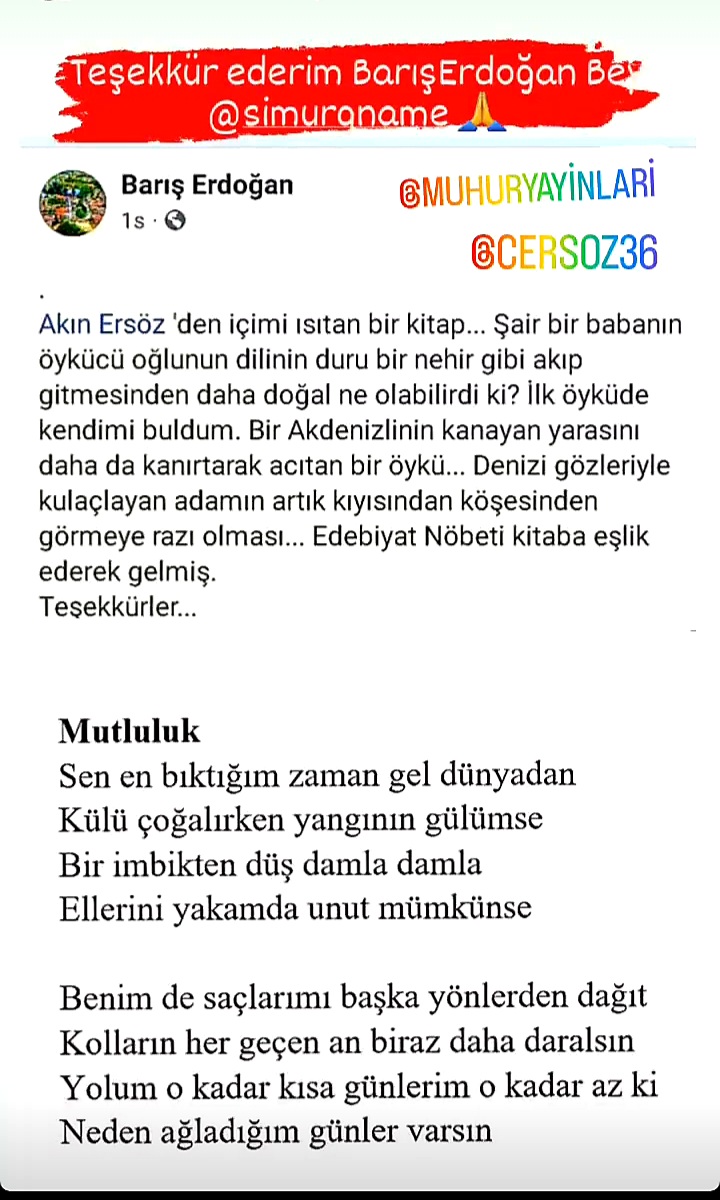 Teşekkür ederim BarışErdoğan Bey
@simurgname 🙏
Barış Erdoğan
@MUHURYAYİNLARİ
1s ·
@CERSOZ36
.
Akın Ersöz 'den içimi ısıtan bir kitap... Şair bir babanın
öykücü oğlunun dilinin duru bir nehir gibi akıp
gitmesinden daha doğal ne olabilirdi ki? İlk öyküde
kendimi buldum. Bir Akdenizlinin kanayan yarasını
daha da kanırtarak acıtan bir öykü... Denizi gözleriyle
kulaçlayan adamın artık kıyısından köşesinden
görmeye razı olması... Edebiyat Nöbeti kitaba eşlik
ederek gelmiş.
Teşekkürler...
Mutluluk
Sen en bıktığım zaman gel dünyadan
Külü çoğalırken yangının gülümse
Bir imbikten düş damla damla
Ellerini yakamda unut mümkünse
Benim de saçlarımı başka yönlerden dağıt
Kolların her geçen an biraz daha daralsın
Yolum o kadar kısa günlerim o kadar az ki
Neden ağladığım günler varsın